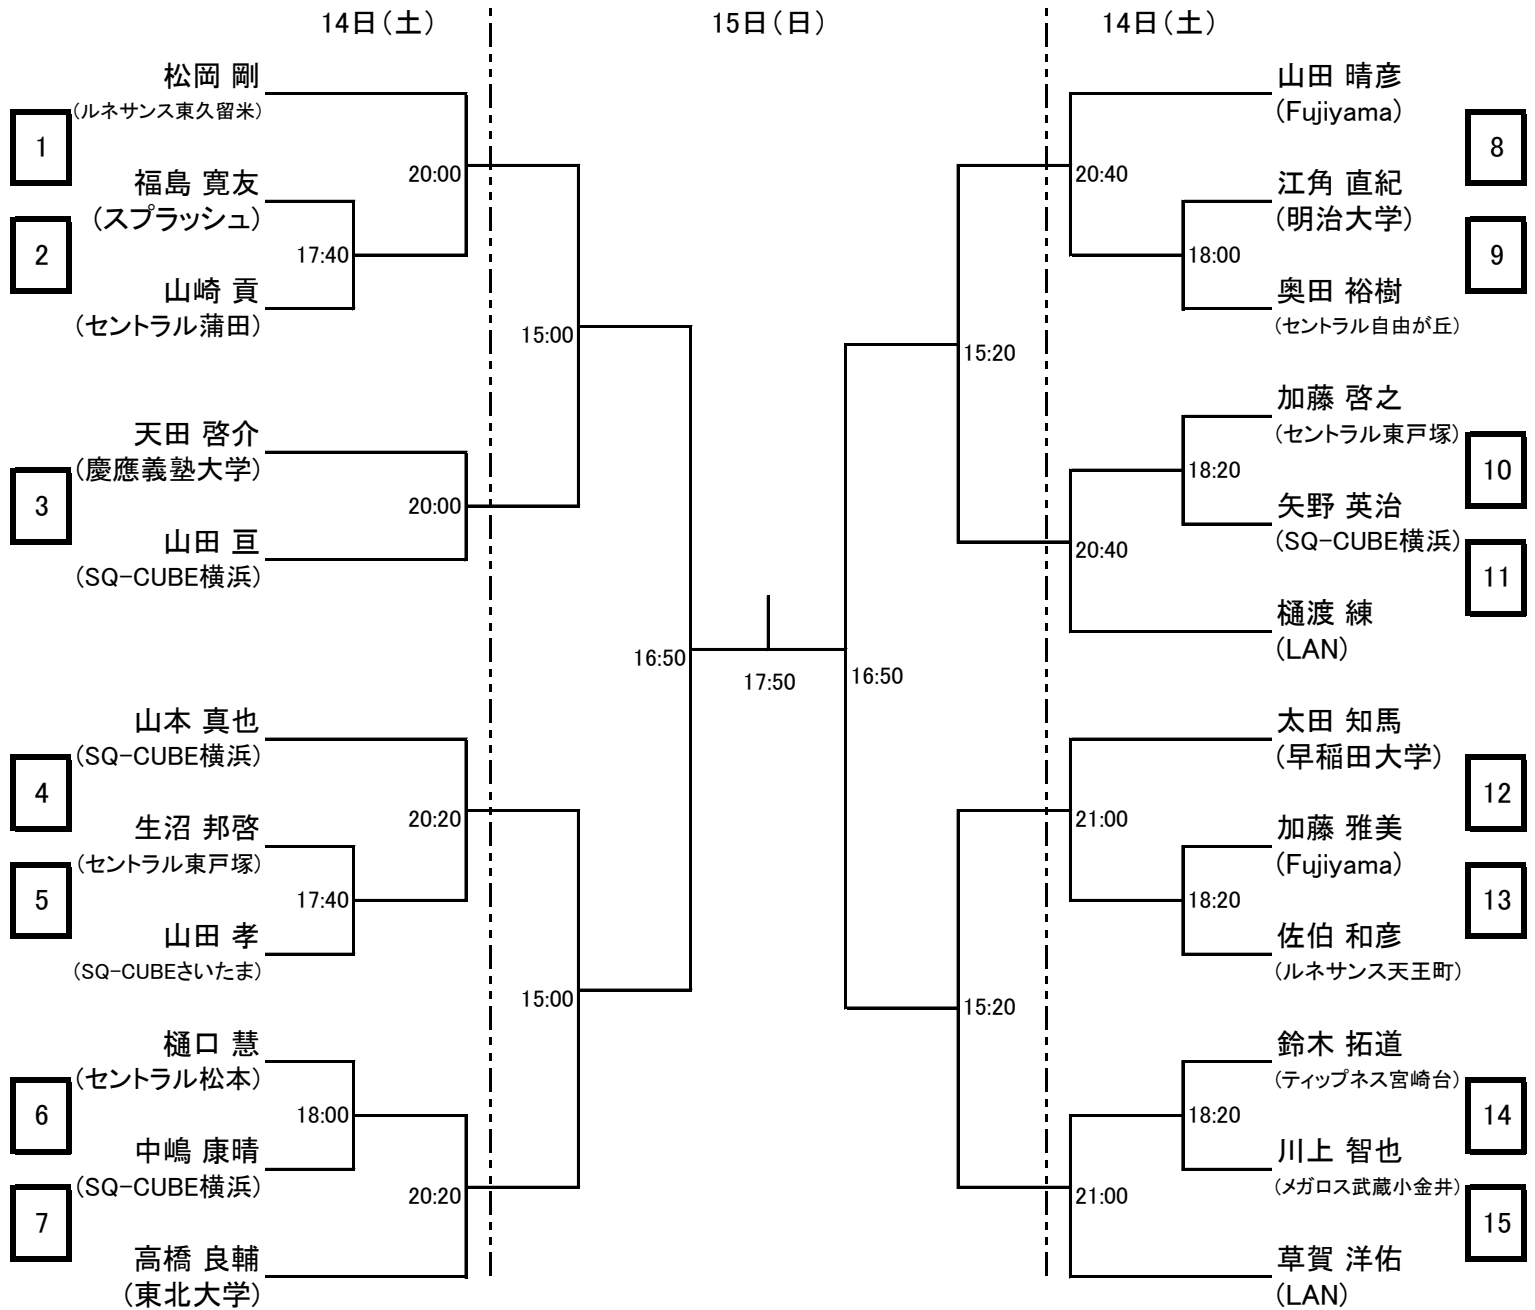 14日（土）
15日（日）
14日（土）
松岡 剛
（ルネサンス東久留米）
1
福島 寛友
（スプラッシュ）
2
山崎 貢
（セントラル蒲田）
17:40
20:00
天田 啓介
（慶應義塾大学）
3
山田 亘
（SQ-CUBE横浜）
20:00
15:00
山本 真也
（SQ-CUBE横浜）
4
生沼 邦啓
（セントラル東戸塚）
5
山田 孝
（SQ-CUBEさいたま）
17:40
20:20
樋口 慧
（セントラル松本）
6
中嶋 康晴
（SQ-CUBE横浜）
7
高橋 良輔
（東北大学）
18:00
20:20
15:00
16:50
17:50
16:50
山田 晴彦
（Fujiyama）
8
江角 直紀
（明治大学）
9
奥田 裕樹
（セントラル自由が丘）
18:00
20:40
加藤 啓之
（セントラル東戸塚）
10
矢野 英治
（SQ-CUBE横浜）
11
樋渡 練
（LAN）
18:20
20:40
15:20
太田 知馬
（早稲田大学）
12
加藤 雅美
（Fujiyama）
13
佐伯 和彦
（ルネサンス天王町）
18:20
21:00
鈴木 拓道
（ティップネス宮崎台）
14
川上 智也
（メガロス武蔵小金井）
15
草賀 洋佑
（LAN）
18:20
21:00
15:20